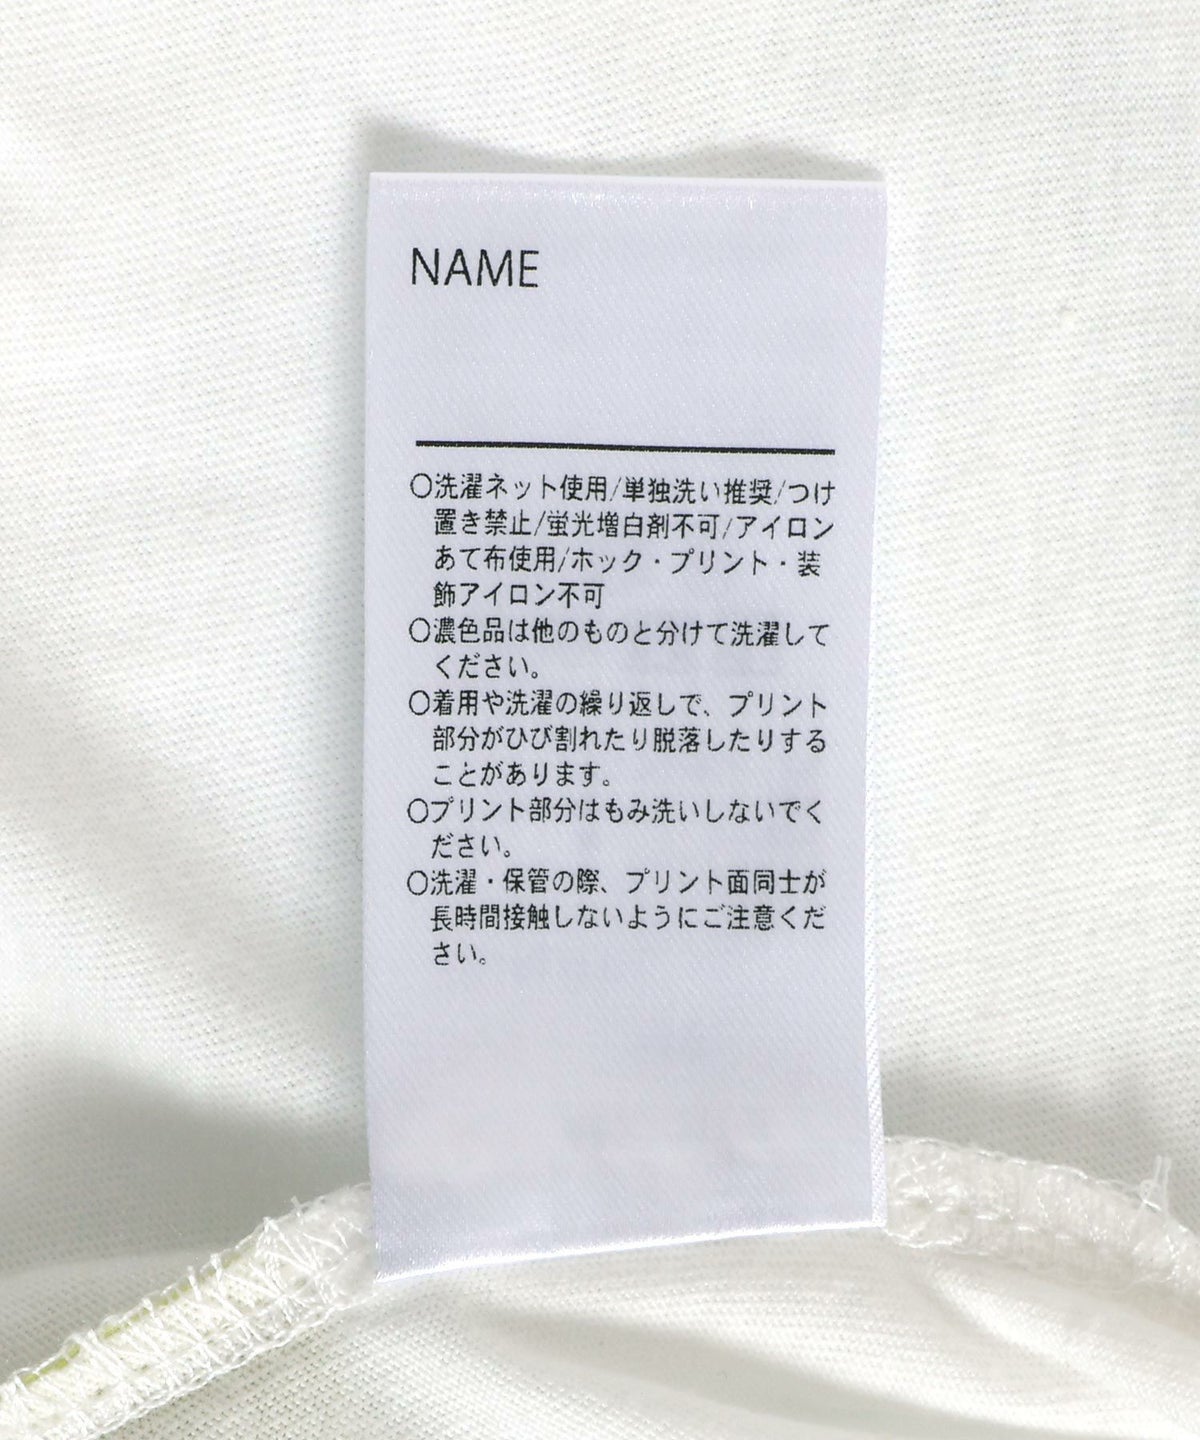 NAME
〇洗濯ネット使用/単独洗い推奨/つけ
置き禁止/蛍光増白剤不可/アイロン
あて布使用/ホック・プリント・装
飾アイロン不可
〇濃色品は他のものと分けて洗濯して
ください。
〇着用や洗濯の繰り返しで、プリント
部分がひび割れたり脱落したりする
ことがあります。
〇プリント部分はもみ洗いしないでく
ださい。
〇洗濯・保管の際、プリント面同士が
長時間接触しないようにご注意くだ
さい。